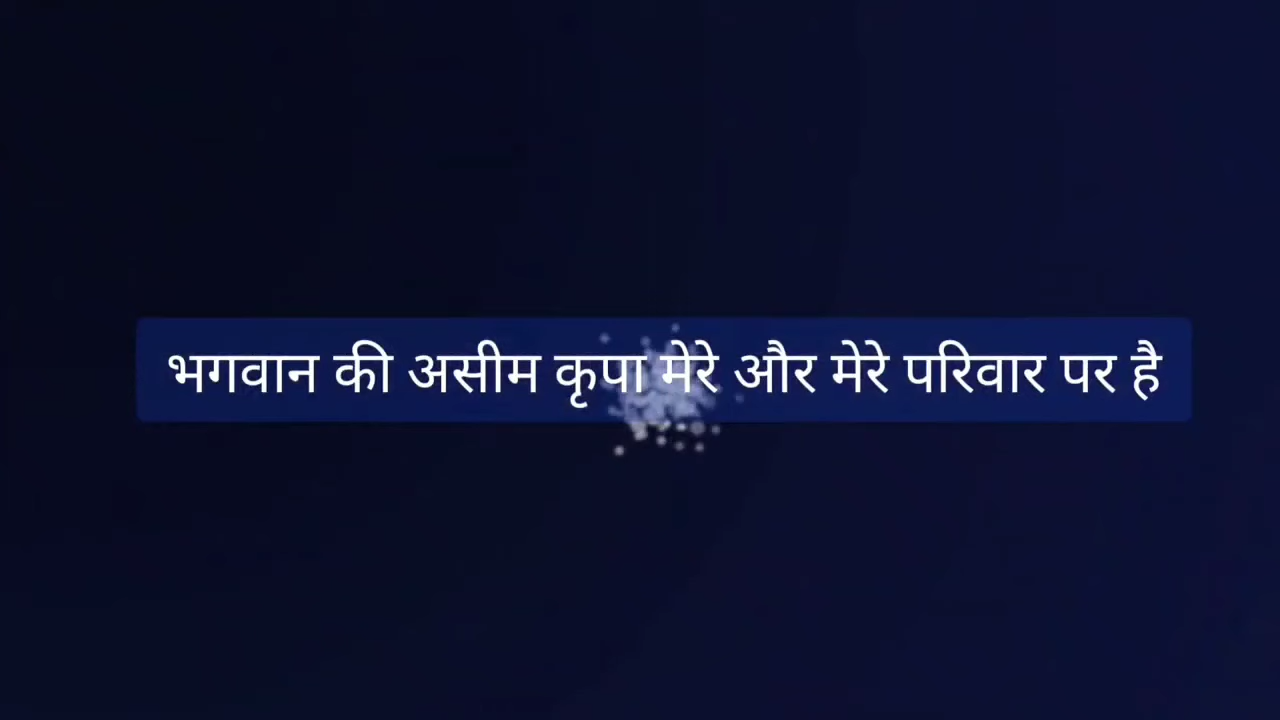 भगवान की असीम कृपा मेरे और मेरे परिवार पर है